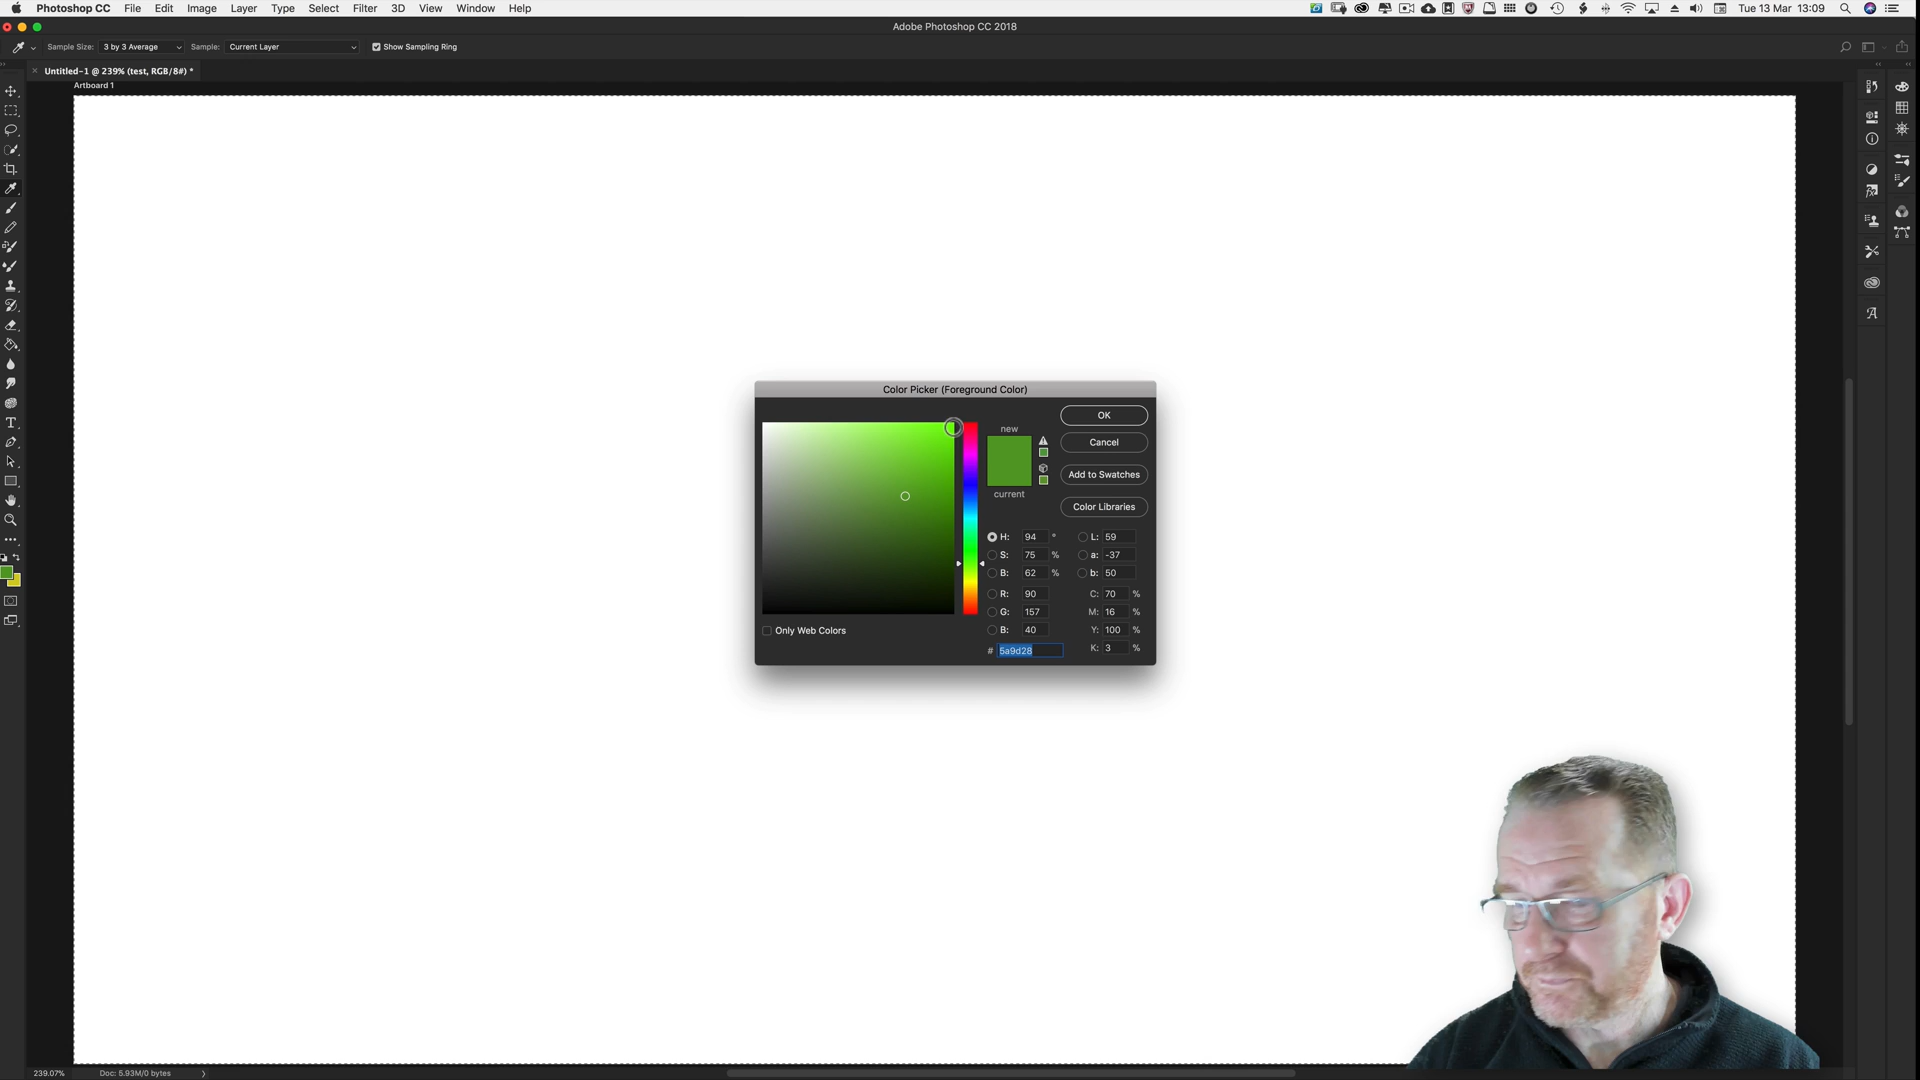 Photoshop CC File Edit Image Layer Type Select Filter 3D View Window Help Tue 13 Mar 13:09
Adobe Photoshop CC 2018
Sample Size: 3 by 3 Average Sample: Current Layer Show Sampling Ring
Untitled-1 @ 239% (test, RGB/8#) *
Artboard 1
Color Picker (Foreground Color)
new
current
OK
Cancel
Add to Swatches
Color Libraries
H: 94 ° L: 59
S: 75 % a: -37
B: 62 % b: 50
R: 90 C: 70 %
G: 157 M: 16 %
B: 40 Y: 100 %
# 5a9d28 K: 3 %
Only Web Colors
239.07% Doc: 5.93M/0 bytes